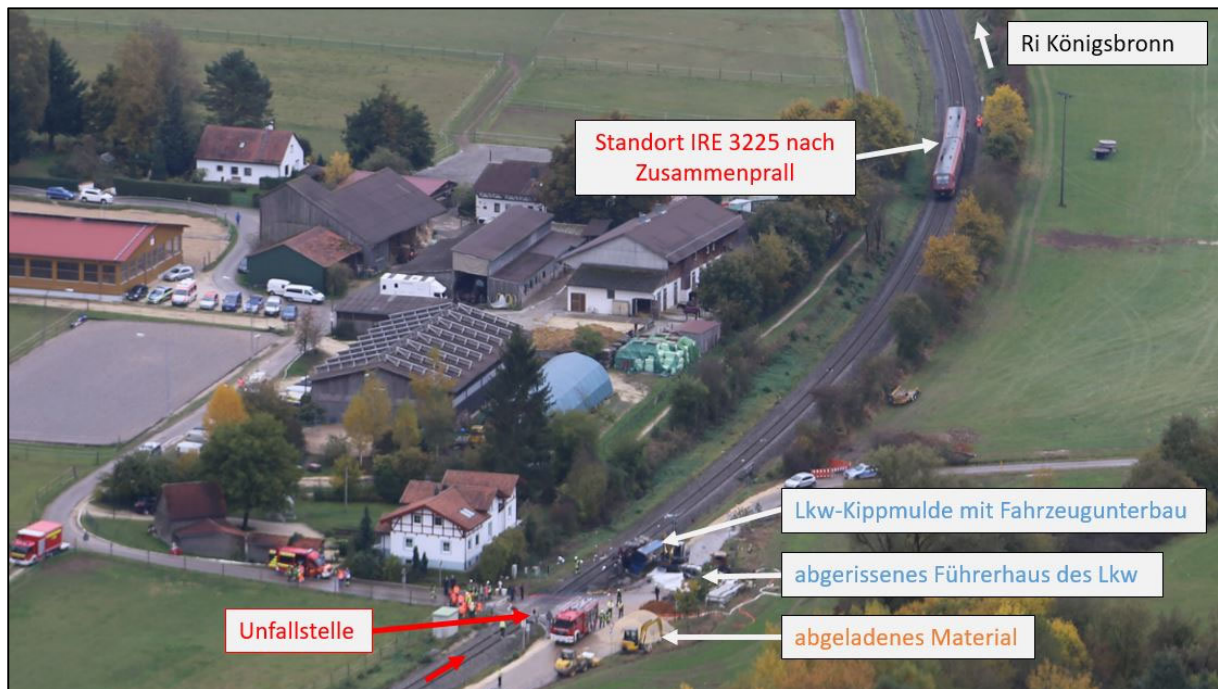 Ri Königsbronn
Standort IRE 3225 nach
Zusammenprall
Lkw-Kippmulde mit Fahrzeugunterbau
abgerissenes Führerhaus des Lkw
Unfallstelle
abgeladenes Material